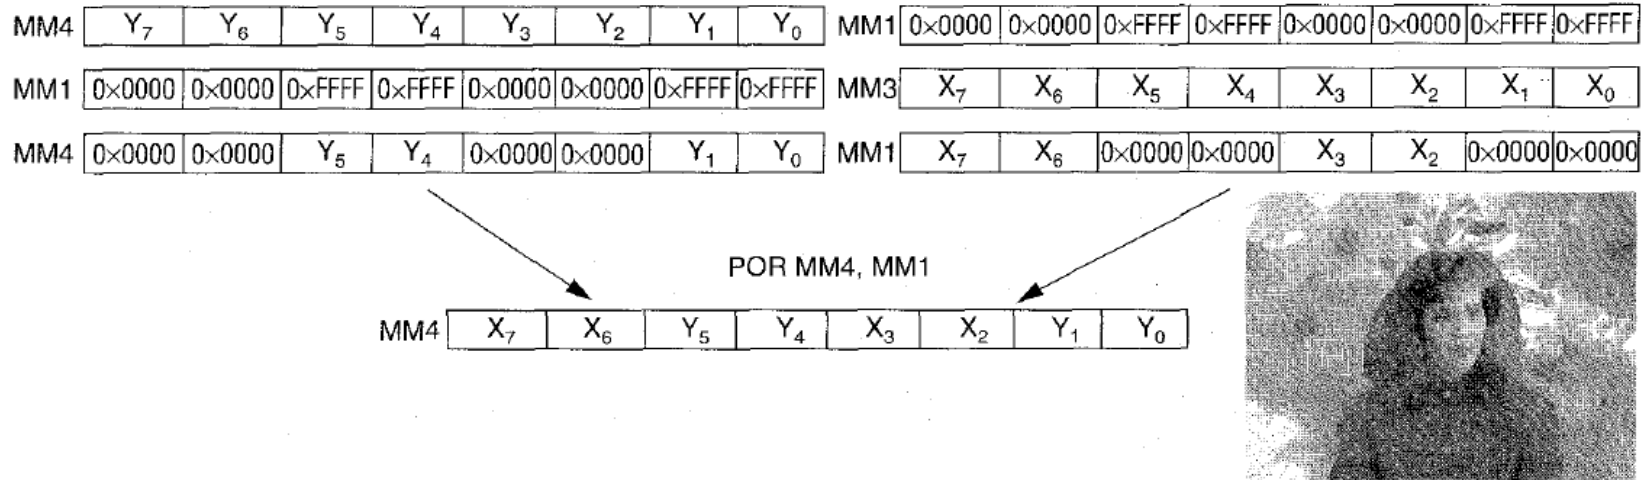 MM4 Y7 Y6 Y5 Y4 Y3 Y2 Y1 Y0 MM1 0×0000 0×0000 0×FFFF 0×FFFF 0×0000 0×0000 0×FFFF 0×FFFF
MM1 0×0000 0×0000 0×FFFF 0×FFFF 0×0000 0×0000 0×FFFF 0×FFFF MM3 X7 X6 X5 X4 X3 X2 X1 X0
MM4 0×0000 0×0000 Y5 Y4 0×0000 0×0000 Y1 Y0 MM1 X7 X6 0×0000 0×0000 X3 X2 0×0000 0×0000
POR MM4, MM1
MM4 X7 X6 Y5 Y4 X3 X2 Y1 Y0